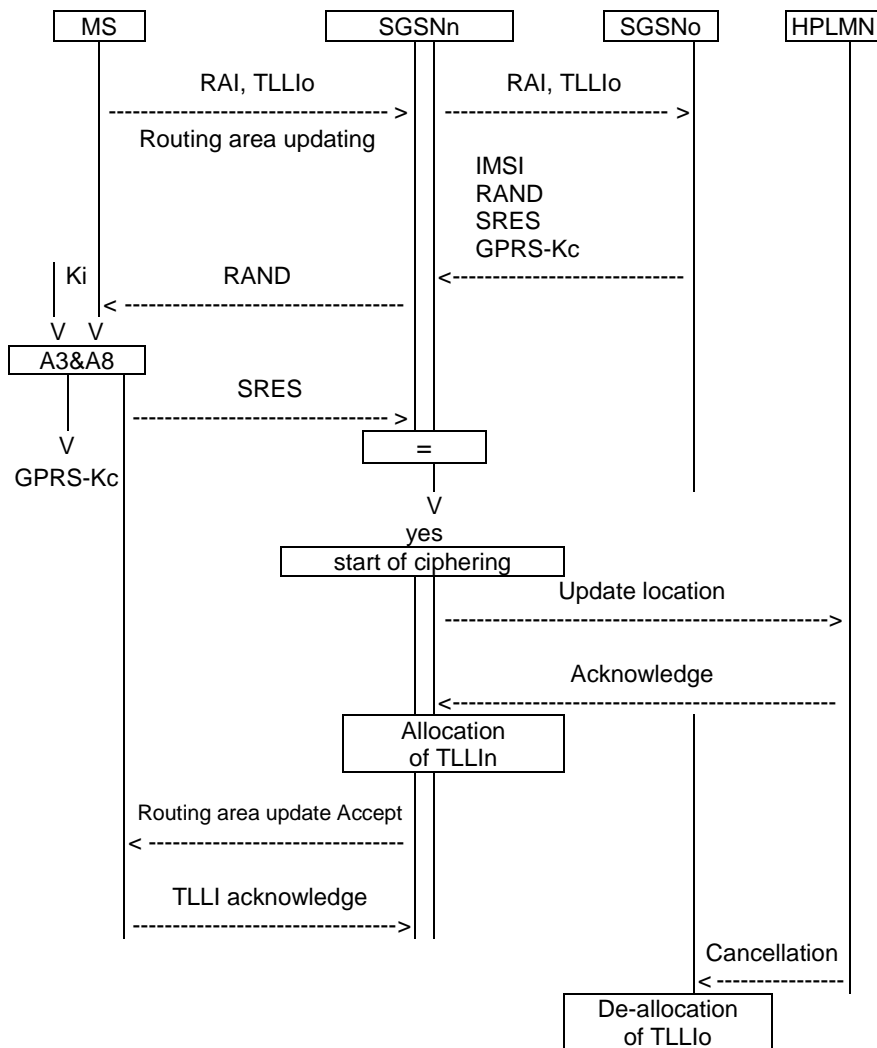 MS SGSNn SGSNo HPLMN
RAI, TLLIo RAI, TLLIo
---------------------------- > ----------------------- >
Routing area updating
IMSI
RAND
SRES
GPRS-Kc
Ki RAND <-----------------------
< -------------------------
V V
A3&A8
SRES
------------------------- >
V =
GPRS-Kc
V
yes
start of ciphering
Update location
--------------------------------------->
Acknowledge
<---------------------------------------
Allocation
of TLLIn
Routing area update Accept
< -------------------------
TLLI acknowledge
--------------------------->
Cancellation
<-------------
De-allocation
of TLLIo